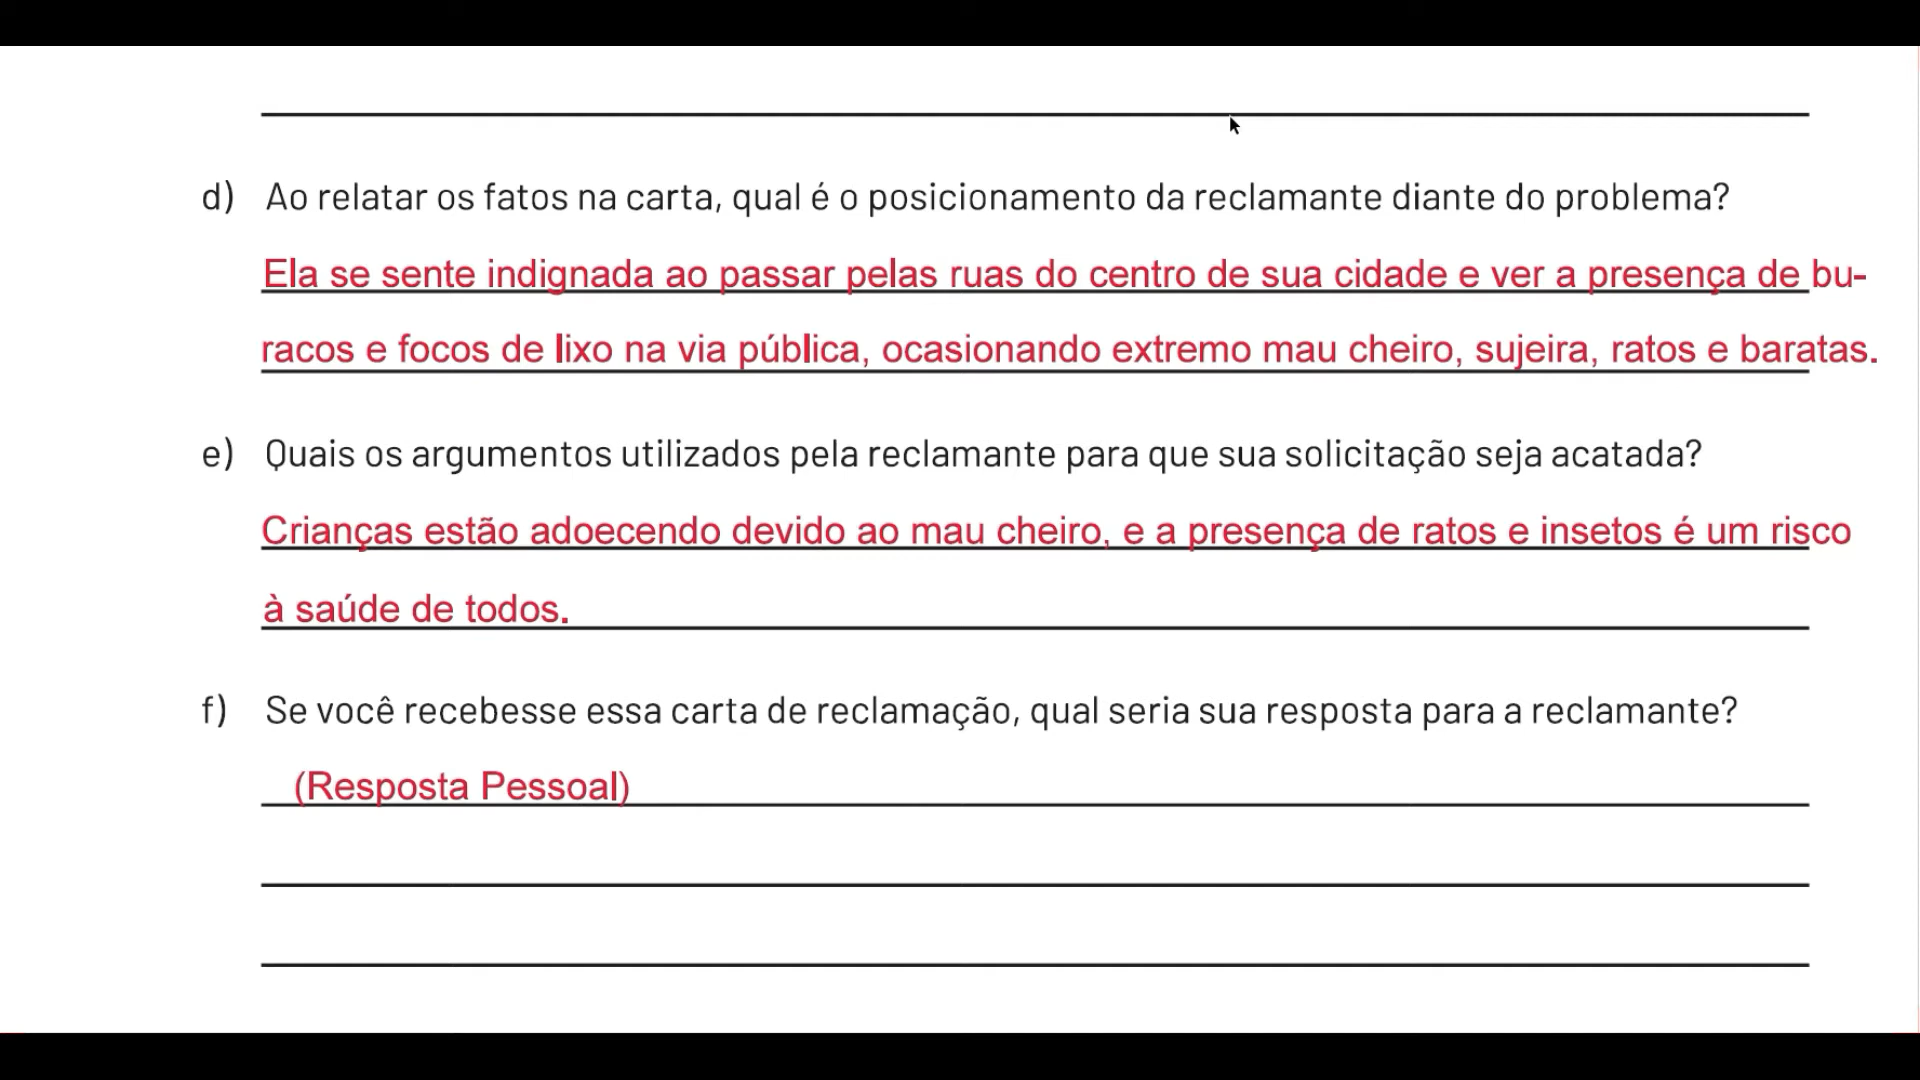 d) Ao relatar os fatos na carta, qual é o posicionamento da reclamante diante do problema?
Ela se sente indignada ao passar pelas ruas do centro de sua cidade e ver a presença de bu-
racos e focos de lixo na via pública, ocasionando extremo mau cheiro, sujeira, ratos e baratas.
e) Quais os argumentos utilizados pela reclamante para que sua solicitação seja acatada?
Crianças estão adoecendo devido ao mau cheiro, e a presença de ratos e insetos é um risco
à saúde de todos.
f) Se você recebesse essa carta de reclamação, qual seria sua resposta para a reclamante?
(Resposta Pessoal)